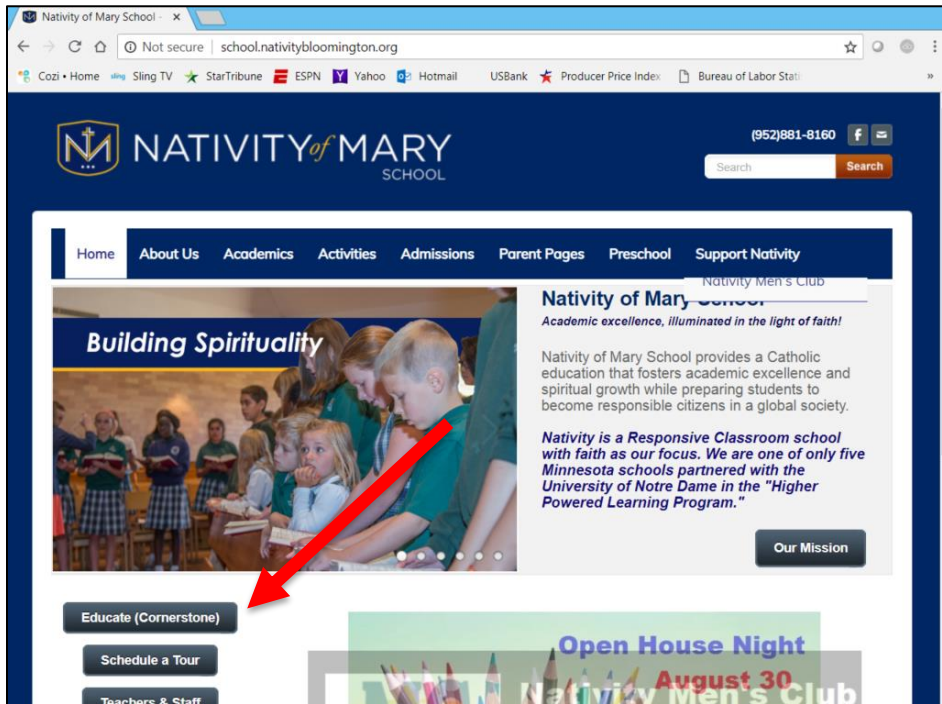 Nativity of Mary School -
Not secure | school.nativitybloomington.org
Cozi • Home sling Sling TV StarTribune ESPN Y Yahoo Hotmail USBank Producer Price Index Bureau of Labor Stati »
NATIVITY of MARY
SCHOOL
(952)881-8160 f
Search Search
Home About Us Academics Activities Admissions Parent Pages Preschool Support Nativity
Nativity Men's Club
Building Spirituality
Nativity of Mary School
Academic excellence, illuminated in the light of faith!
Nativity of Mary School provides a Catholic
education that fosters academic excellence and
spiritual growth while preparing students to
become responsible citizens in a global society.
Nativity is a Responsive Classroom school
with faith as our focus. We are one of only five
Minnesota schools partnered with the
University of Notre Dame in the "Higher
Powered Learning Program."
Our Mission
Educate (Cornerstone)
Schedule a Tour
Teachers & Staff
Open House Night
August 30
Nativity Men's Club